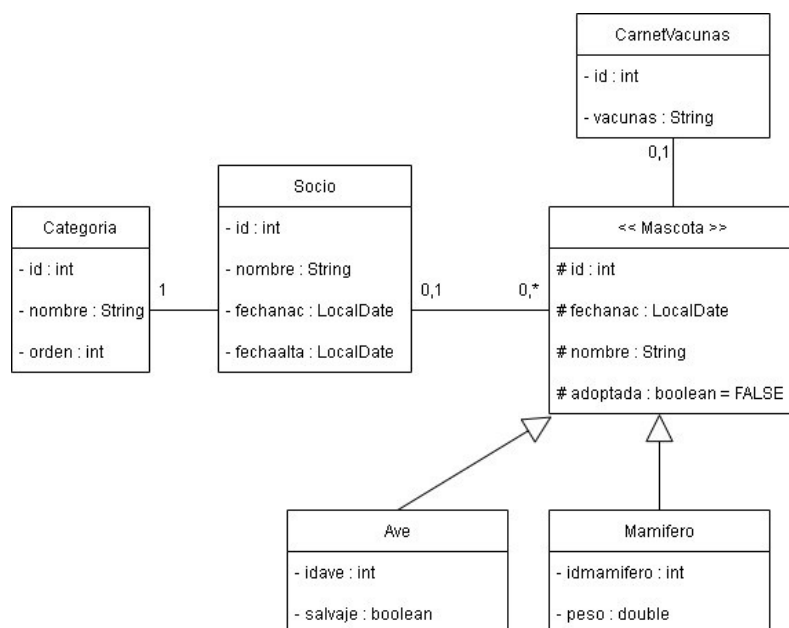 CarnetVacunas
- id : int
- vacunas : String
0,1
Socio
- id : int
- nombre : String
- fechanac : LocalDate
- fechaalta : LocalDate
Categoria
- id : int
- nombre : String
- orden : int
1
0,1
0,*
<< Mascota >>
# id : int
# fechanac : LocalDate
# nombre : String
# adoptada : boolean = FALSE
Ave
- idave : int
- salvaje : boolean
Mamifero
- idmamifero : int
- peso : double